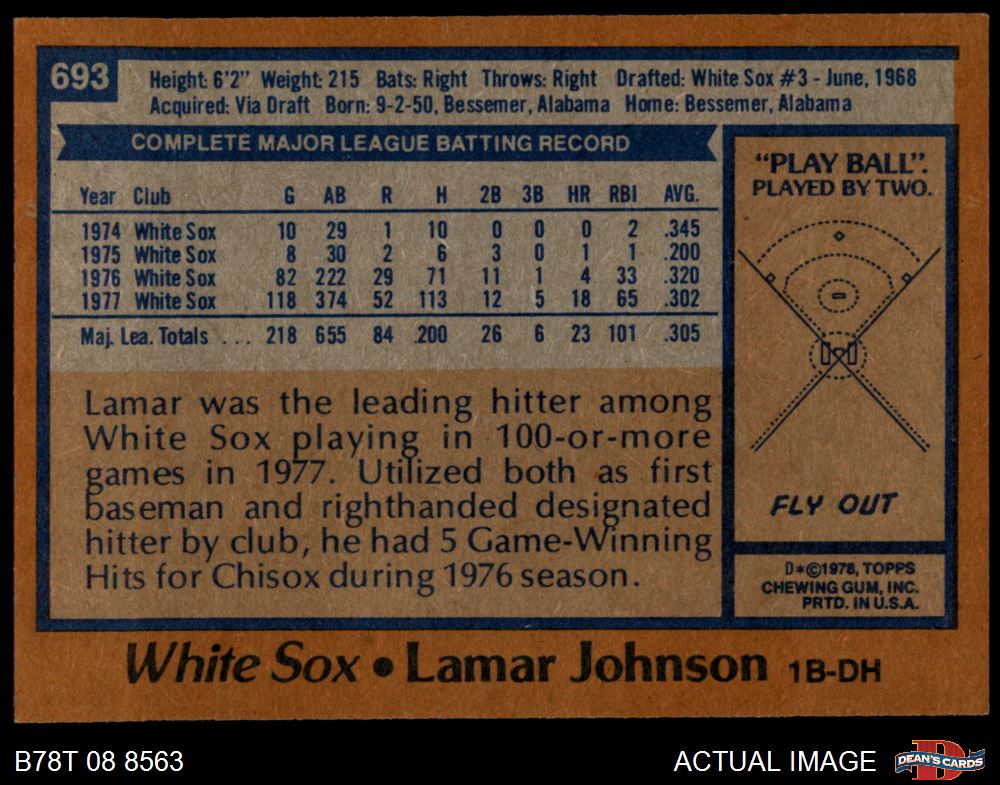 693
Height: 6'2" Weight: 215 Bats: Right Throws: Right Drafted: White Sox #3 - June, 1968
Acquired: Via Draft Born: 9-2-50, Bessemer, Alabama Home: Bessemer, Alabama
COMPLETE MAJOR LEAGUE BATTING RECORD
Year Club G AB R H 2B 3B HR RBI AVG.
1974 White Sox 10 29 1 10 0 0 0 2 .345
1975 White Sox 8 30 2 6 3 0 1 1 .200
1976 White Sox 82 222 29 71 11 1 4 33 .320
1977 White Sox 118 374 52 113 12 5 18 65 .302
Maj. Lea. Totals . . . 218 655 84 200 26 6 23 101 .305
Lamar was the leading hitter among
White Sox playing in 100-or-more
games in 1977. Utilized both as first
baseman and righthanded designated
hitter by club, he had 5 Game-Winning
Hits for Chisox during 1976 season.
"PLAY BALL".
PLAYED BY TWO.
FLY OUT
D*©1978, TOPPS
CHEWING GUM, INC.
PRTD. IN U.S.A.
White Sox • Lamar Johnson 1B-DH
B78T 08 8563
ACTUAL IMAGE
D
DEAN'S CARDS